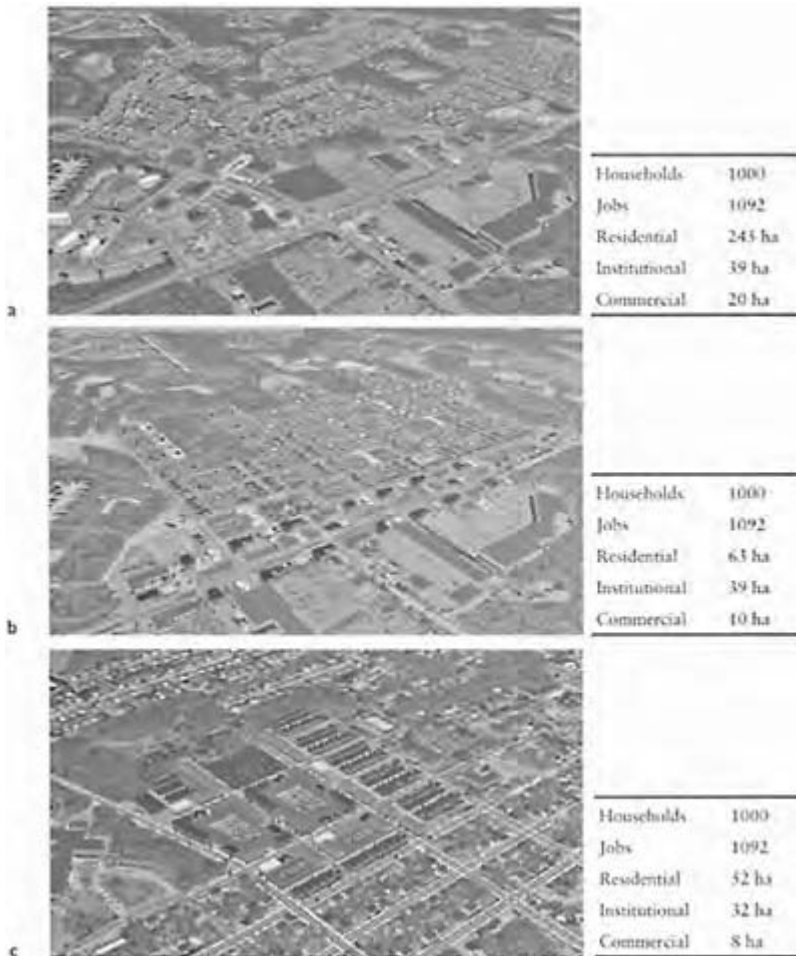 Households 1000
Jobs 1092
Residential 243 ha
Institutional 39 ha
Commercial 20 ha
a
Households 1000
Jobs 1092
Residential 63 ha
Institutional 39 ha
Commercial 10 ha
b
Households 1000
Jobs 1092
Residential 52 ha
Institutional 32 ha
Commercial 8 ha
c